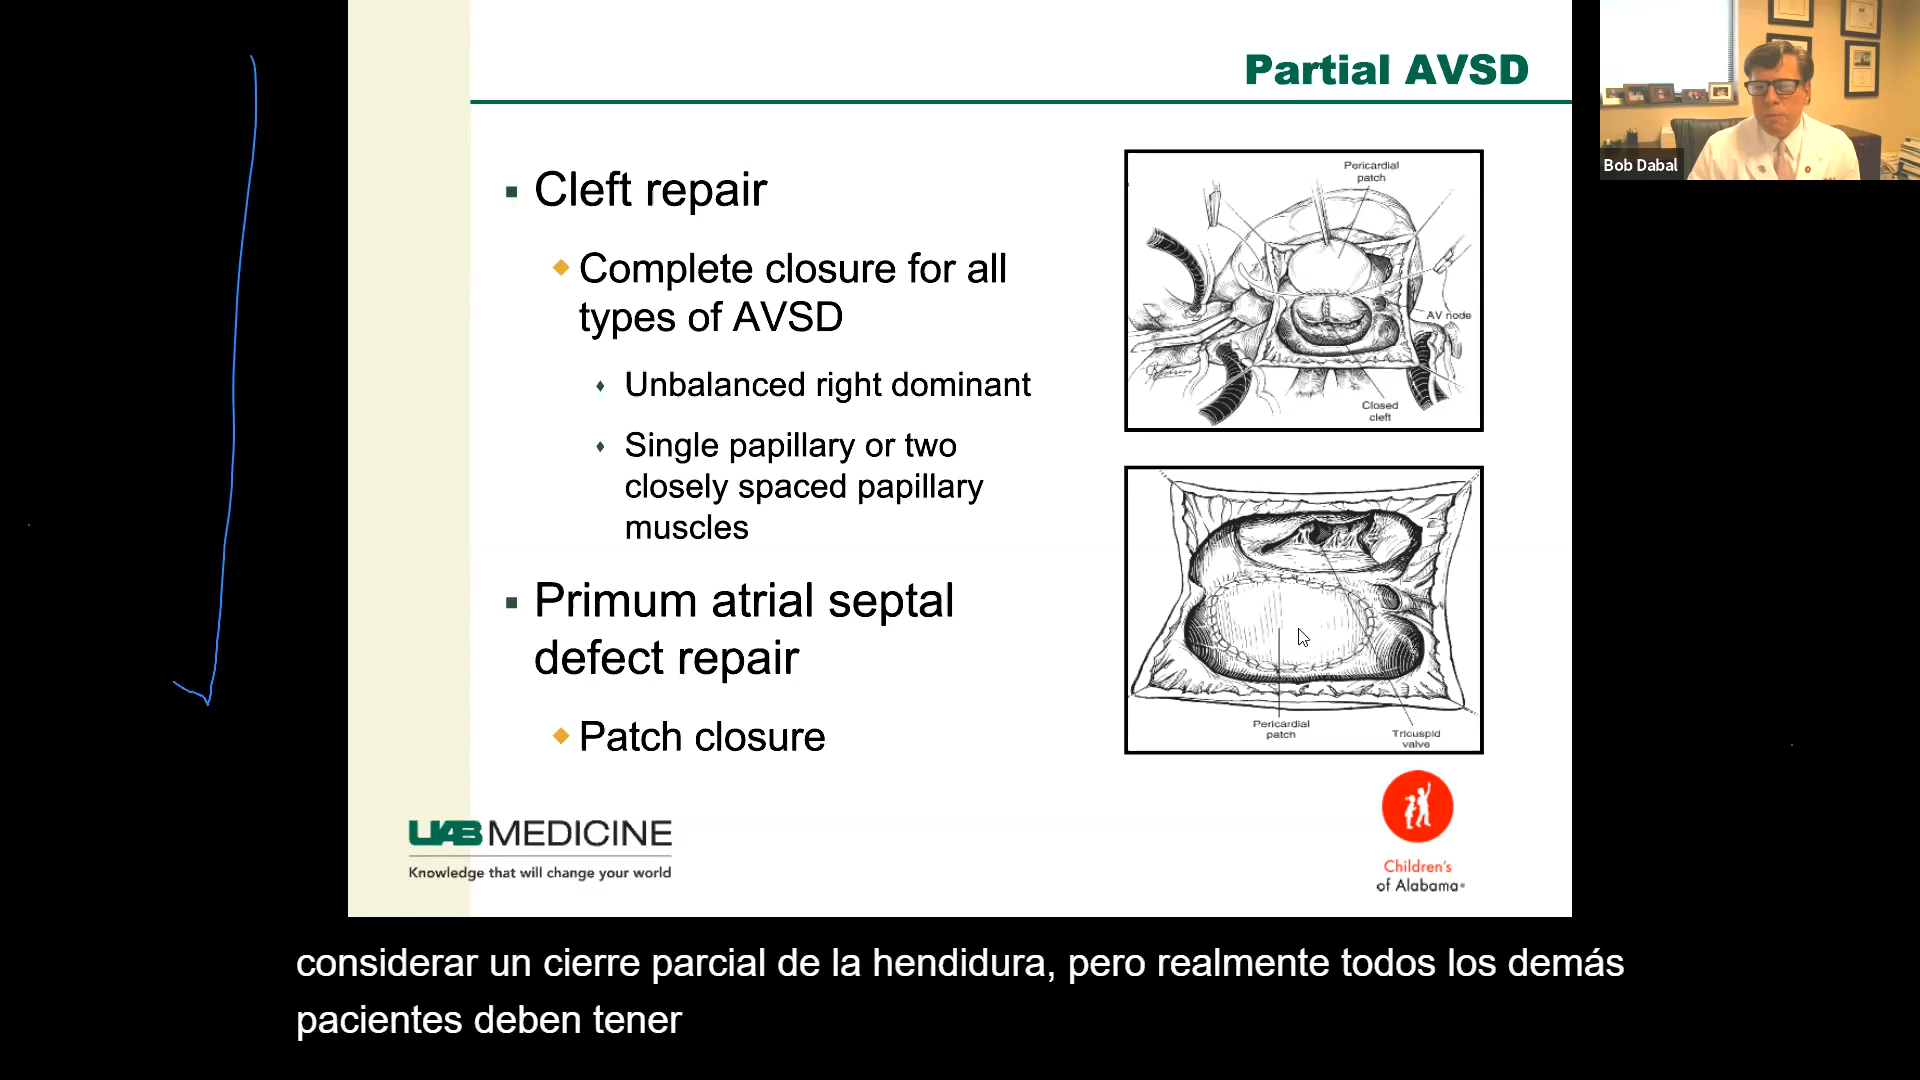 Partial AVSD
Cleft repair
Complete closure for all
types of AVSD
Unbalanced right dominant
Single papillary or two
closely spaced papillary
muscles
Primum atrial septal
defect repair
Patch closure
Pericardial
patch
AV node
Closed
cleft
Pericardial
patch
Tricuspid
valve
UAB MEDICINE
Knowledge that will change your world
Children's
of Alabama®
Bob Dabal
considerar un cierre parcial de la hendidura, pero realmente todos los demás
pacientes deben tener